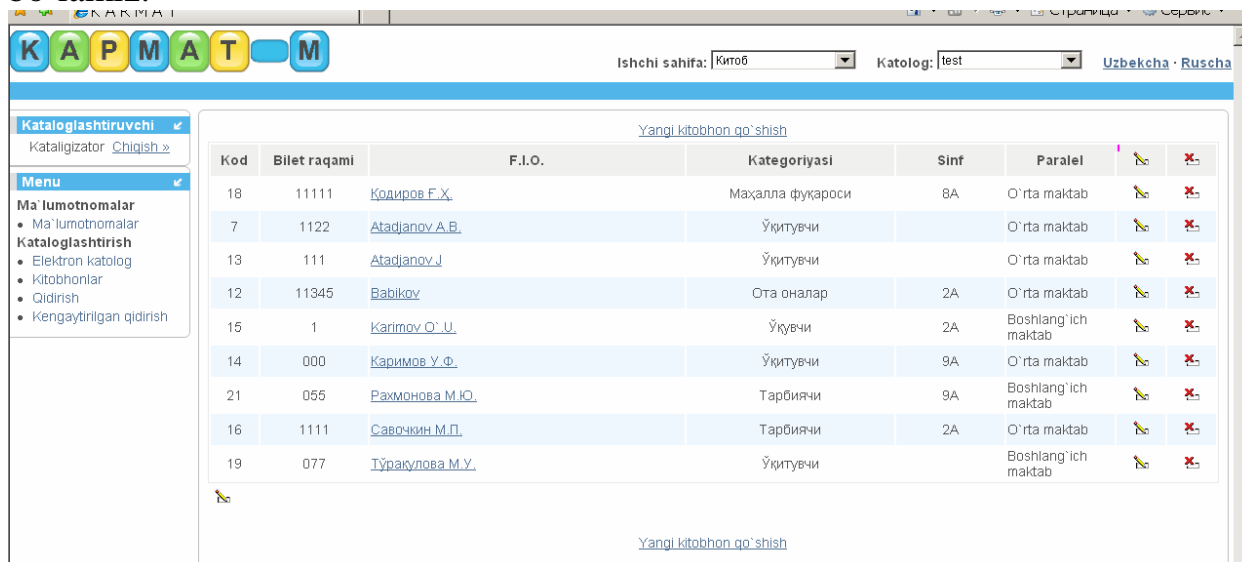 KARMAT
Страница
Сервис
КАРМАТ-М
Ishchi sahifa: Китоб Katolog: test Uzbekcha · Ruscha
Kataloglashtiruvchi
Kataligizator Chiqish »
Menu
Ma`lumotnomalar
• Ma`lumotnomalar
Kataloglashtirish
• Elektron katolog
• Kitobhonlar
• Qidirish
• Kengaytirilgan qidirish
Yangi kitobhon qo`shish
Kod Bilet raqami F.I.O. Kategoriyasi Sinf Paralel
18 11111 Қодиров Ғ.Ҳ. Маҳалла фуқароси 8A O`rta maktab
7 1122 Atadjanov A.B. Ўқитувчи O`rta maktab
13 111 Atadjanov J Ўқитувчи O`rta maktab
12 11345 Babikov Ота оналар 2A O`rta maktab
15 1 Karimov O`.U. Ўқувчи 2A Boshlang`ich
maktab
14 000 Каримов У.Ф. Ўқитувчи 9A O`rta maktab
21 055 Рахмонова М.Ю. Тарбиячи 9A Boshlang`ich
maktab
16 1111 Савочкин М.П. Тарбиячи 2A O`rta maktab
19 077 Тўрақулова М.У. Ўқитувчи Boshlang`ich
maktab
Yangi kitobhon qo`shish